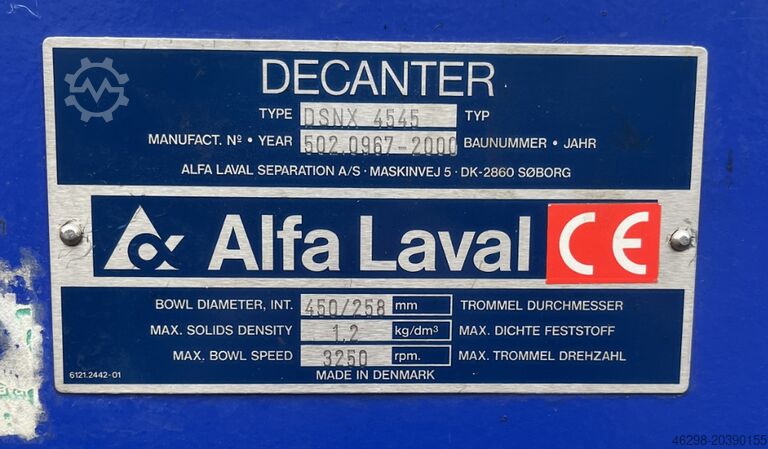 DECANTER
TYPE DSNX 4545 TYP
MANUFACT. Nº • YEAR 502.0967-2000 BAUNUMMER • JAHR
ALFA LAVAL SEPARATION A/S · MASKINVEJ 5 · DK-2860 SØBORG
Alfa Laval CE
BOWL DIAMETER, INT. 450/258 mm TROMMEL DURCHMESSER
MAX. SOLIDS DENSITY 1,2 kg/dm³ MAX. DICHTE FESTSTOFF
MAX. BOWL SPEED 3250 rpm. MAX. TROMMEL DREHZAHL
6121.2442-01 MADE IN DENMARK
46298-20390155